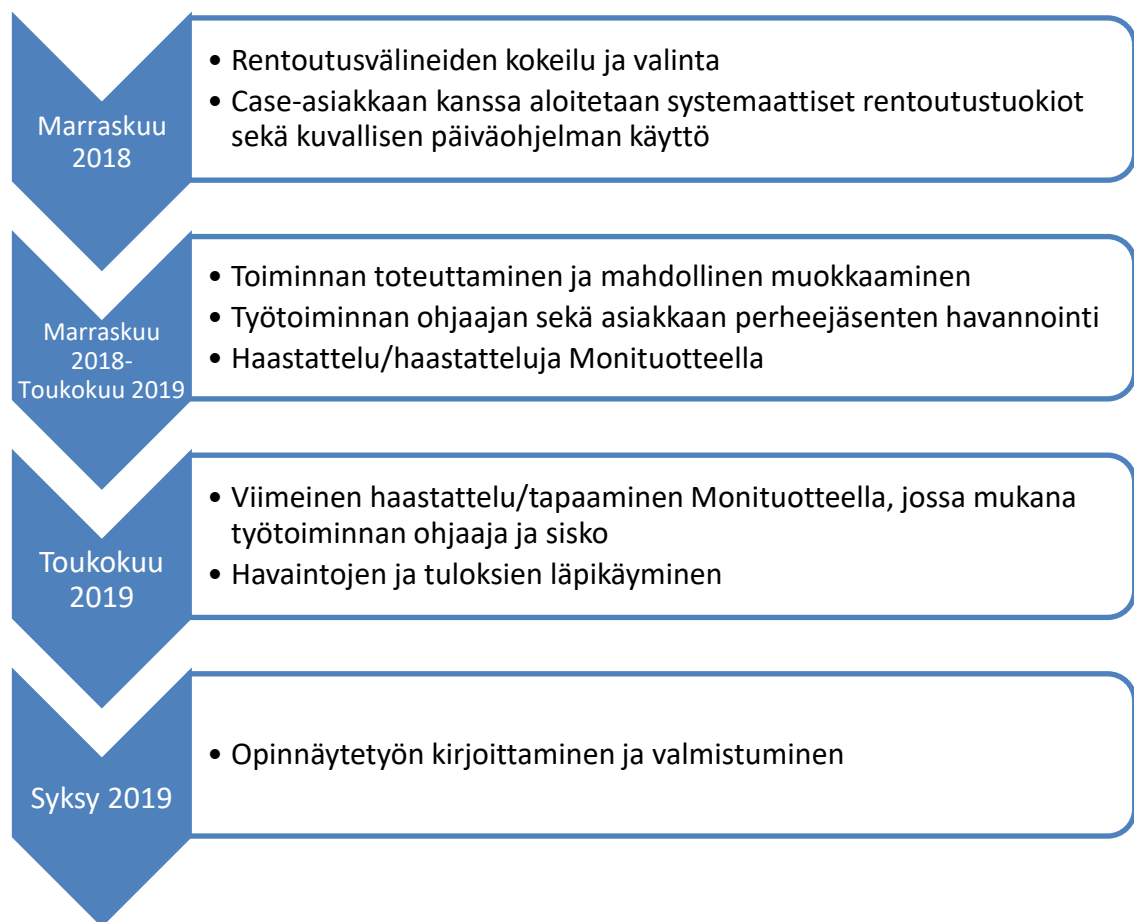 Marraskuu
2018
• Rentoutusvälineiden kokeilu ja valinta
• Case-asiakkaan kanssa aloitetaan systemaattiset rentoutustuokiot
sekä kuvallisen päiväohjelman käyttö
Marraskuu
2018-
Toukokuu 2019
• Toiminnan toteuttaminen ja mahdollinen muokkaaminen
• Työtoiminnan ohjaajan sekä asiakkaan perheejäsenten havannointi
• Haastattelu/haastatteluja Monituotteella
Toukokuu
2019
• Viimeinen haastattelu/tapaaminen Monituotteella, jossa mukana
työtoiminnan ohjaaja ja sisko
• Havaintojen ja tuloksien läpikäyminen
Syksy 2019
• Opinnäytetyön kirjoittaminen ja valmistuminen